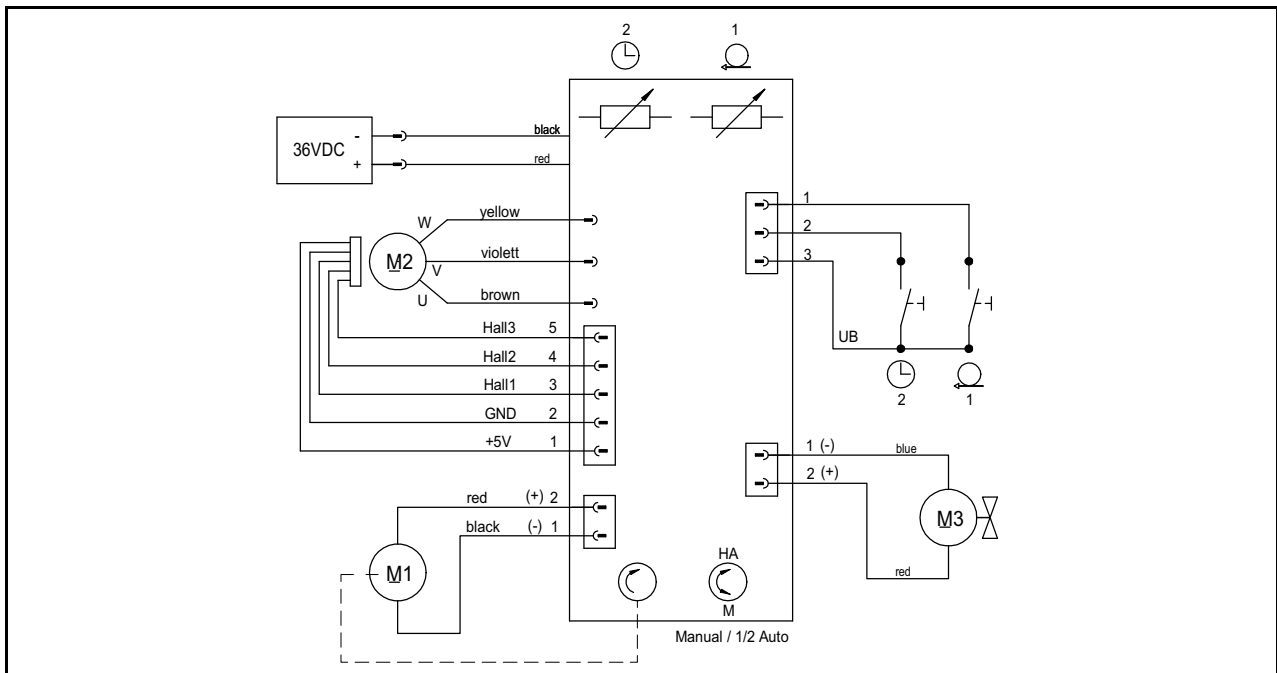 2 1
black
- 36VDC
+ red
1
W yellow
2
violett
M2 V
3
U brown
Hall3 5
UB
Hall2 4
Hall1 3
2 1
GND 2
+5V 1
1 (-) blue
2 (+)
red (+) 2
M3
black (-) 1
HA
M1
red
M
Manual / 1/2 Auto